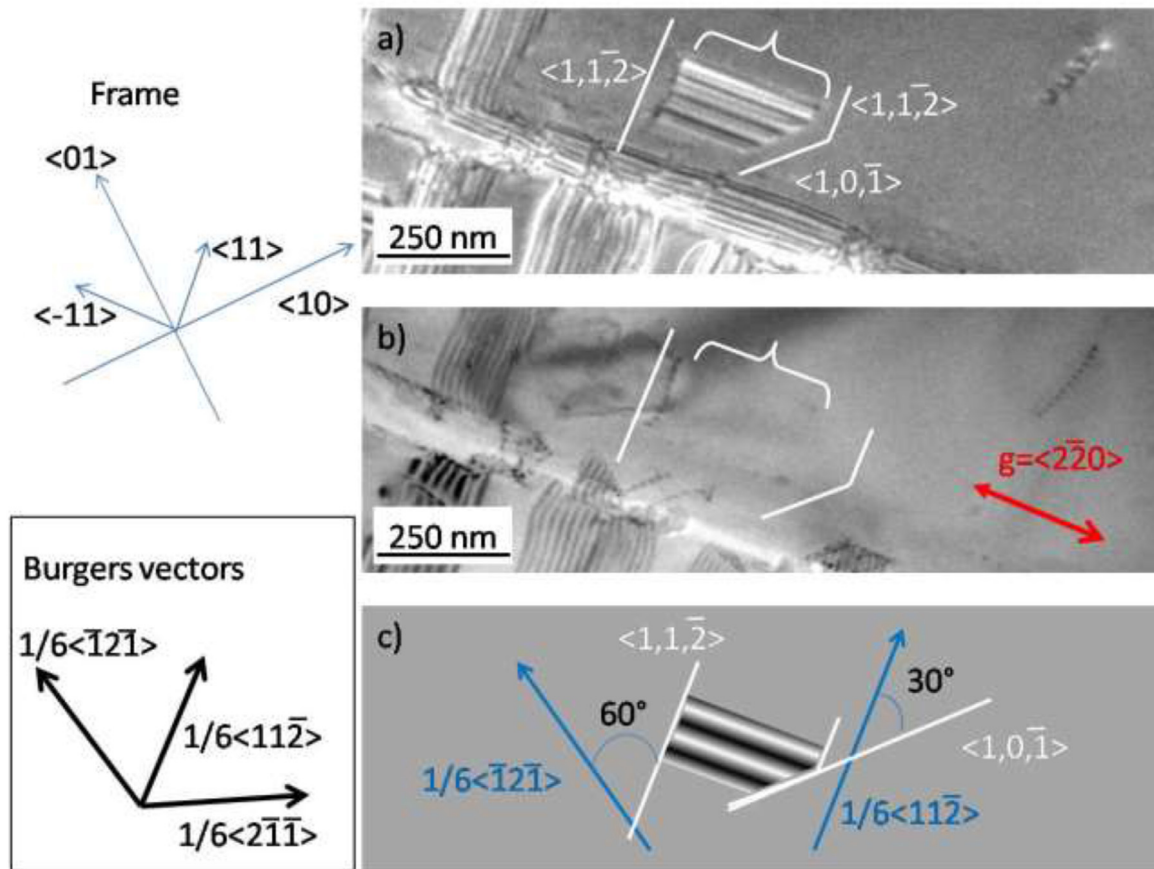 Frame
<01>
<11>
<-11>
<10>
Burgers vectors
1/6<1̅21̅>
1/6<112̅>
1/6<21̅1̅>
a)
<1,1,2̅>
<1,1,2̅>
<1,0,1̅>
250 nm
b)
g=<22̅0>
250 nm
c)
<1,1,2̅>
60°
30°
<1,0,1̅>
1/6<1̅21̅>
1/6<112̅>